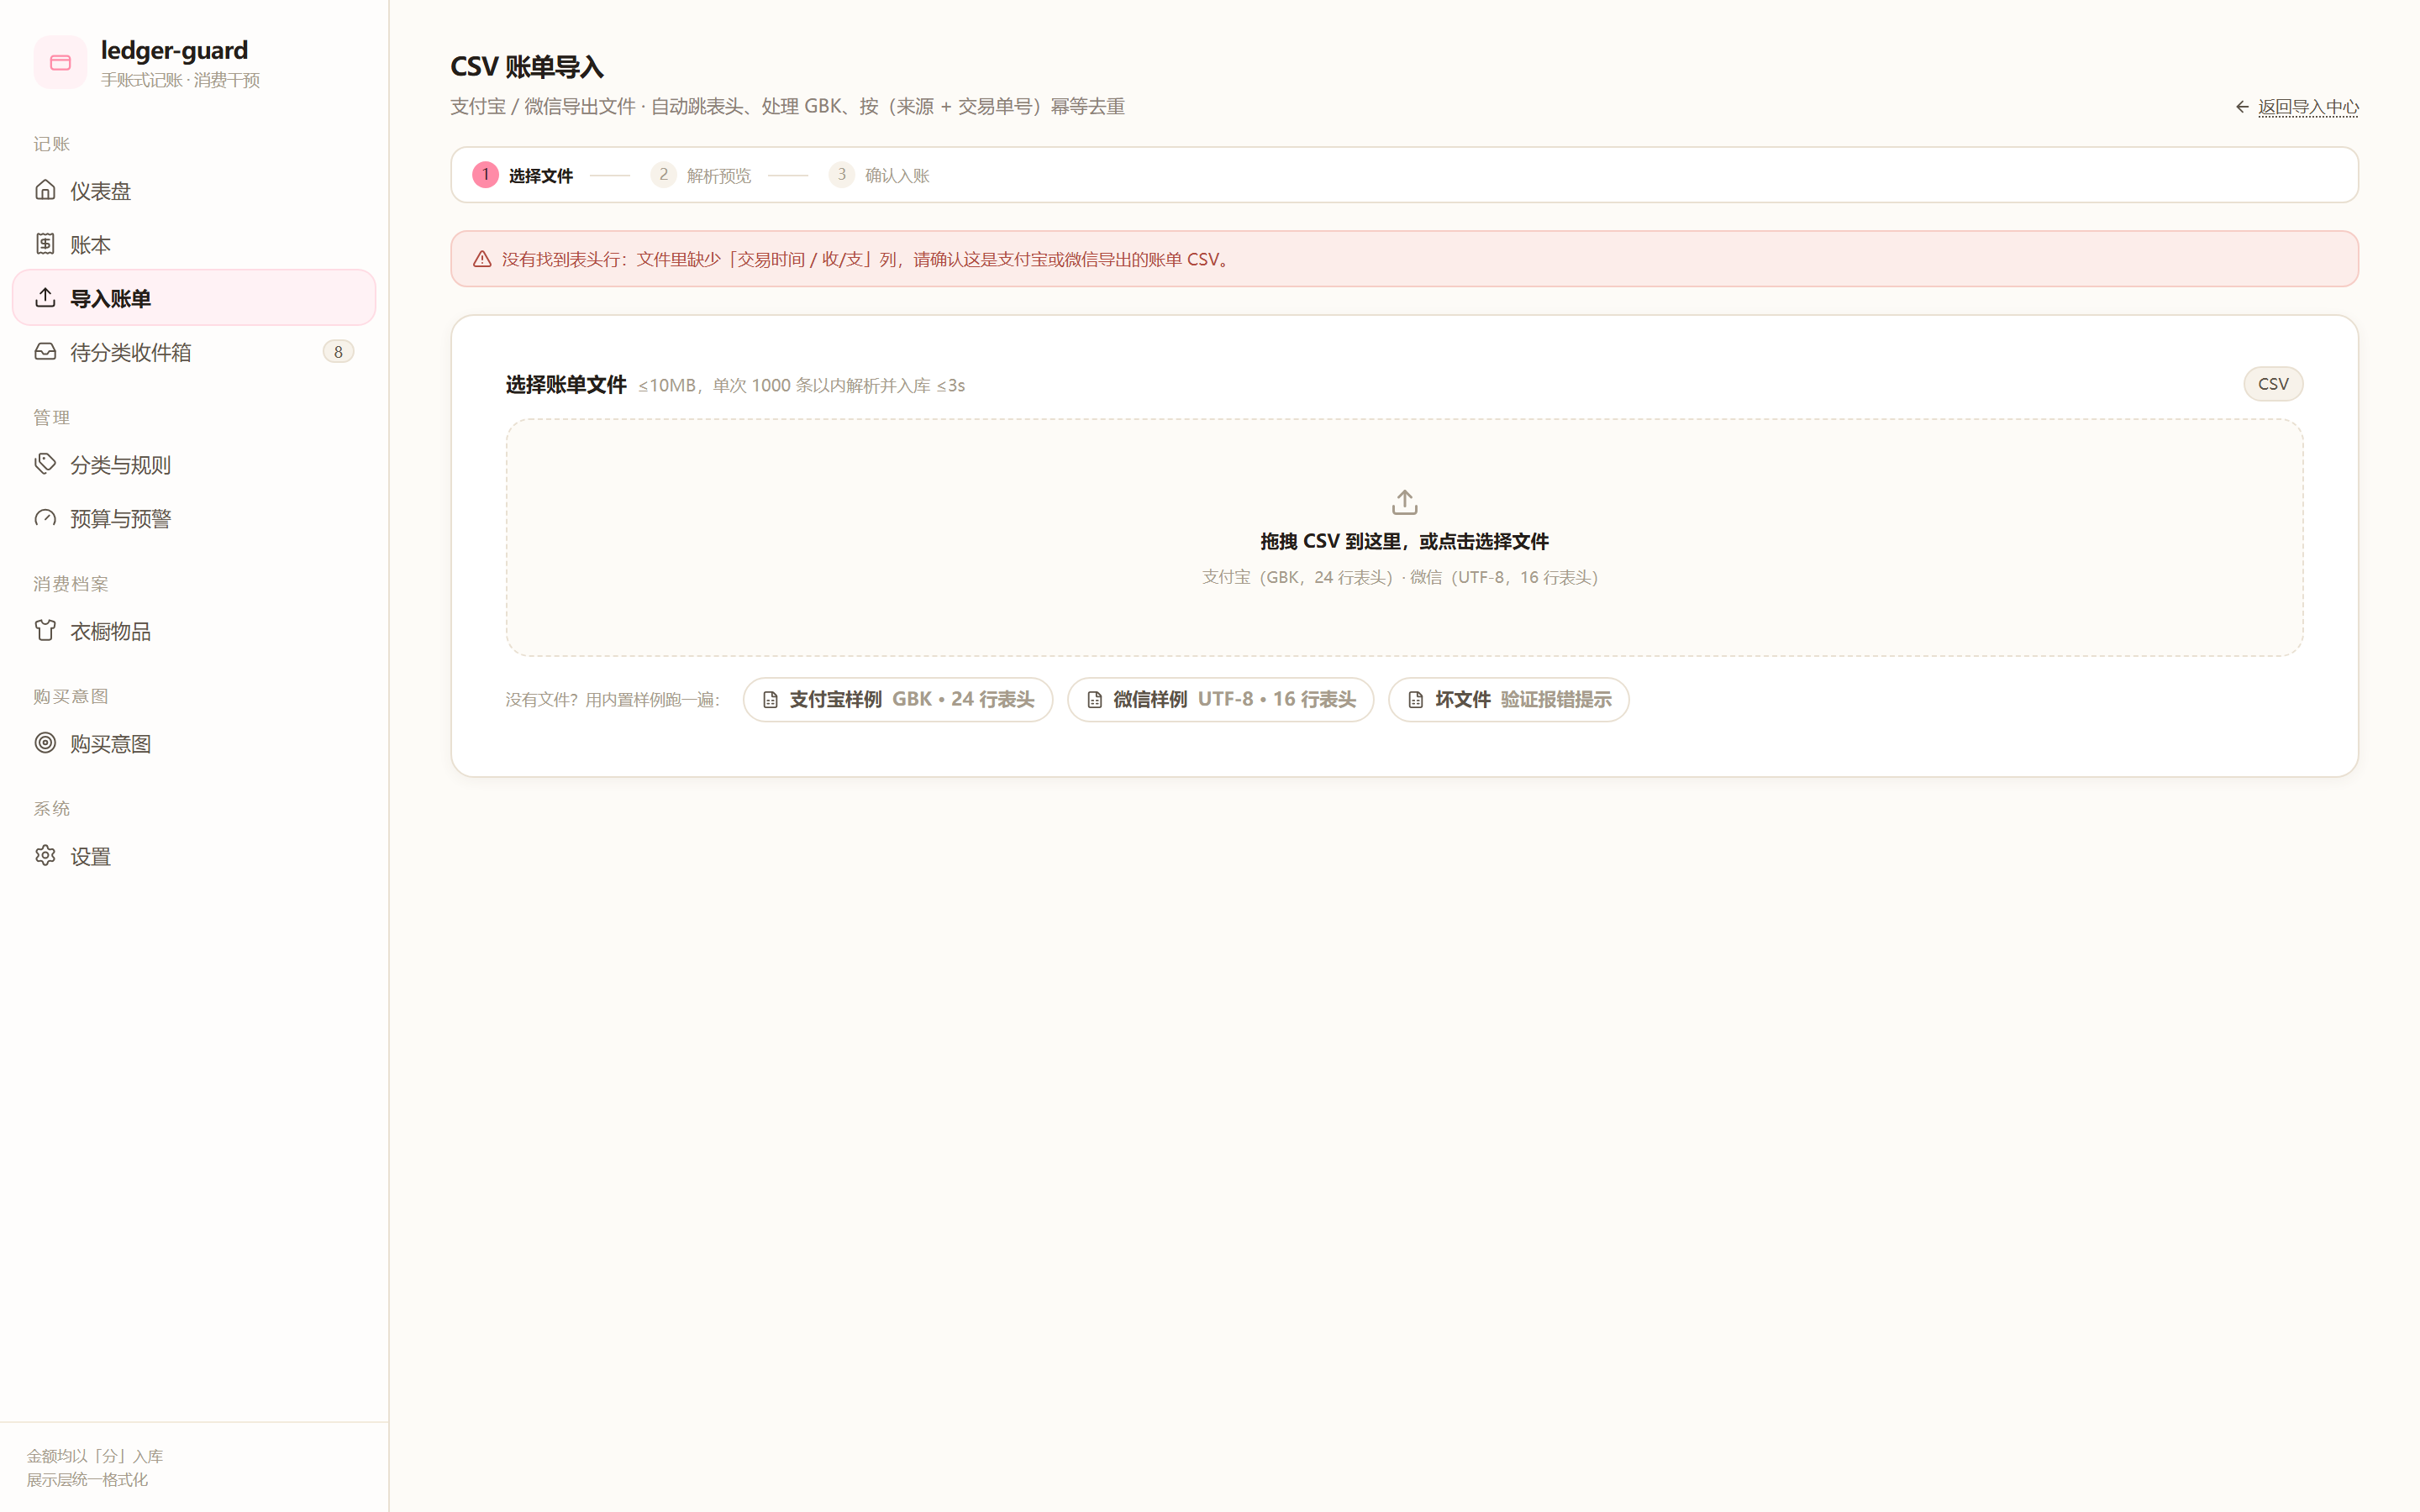 ledger-guard
手账式记账 · 消费干预
记账
仪表盘
账本
导入账单
待分类收件箱 8
管理
分类与规则
预算与预警
消费档案
衣橱物品
购买意图
购买意图
系统
设置
金额均以「分」入库
展示层统一格式化
CSV 账单导入
支付宝 / 微信导出文件 · 自动跳表头、处理 GBK、按（来源 + 交易单号）幂等去重
返回导入中心
1 选择文件 2 解析预览 3 确认入账
没有找到表头行：文件里缺少「交易时间 / 收/支」列，请确认这是支付宝或微信导出的账单 CSV。
选择账单文件 ≤10MB，单次 1000 条以内解析并入库 ≤3s
CSV
拖拽 CSV 到这里，或点击选择文件
支付宝（GBK，24 行表头）· 微信（UTF-8，16 行表头）
没有文件？用内置样例跑一遍： 支付宝样例 GBK • 24 行表头 微信样例 UTF-8 • 16 行表头 坏文件 验证报错提示